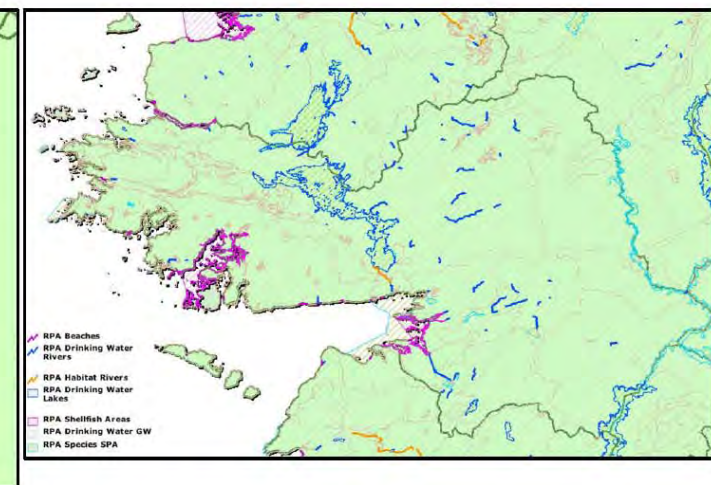 RPA Beaches
RPA Drinking Water
Rivers
RPA Habitat Rivers
RPA Drinking Water
Lakes
RPA Shellfish Areas
RPA Drinking Water GW
RPA Species SPA